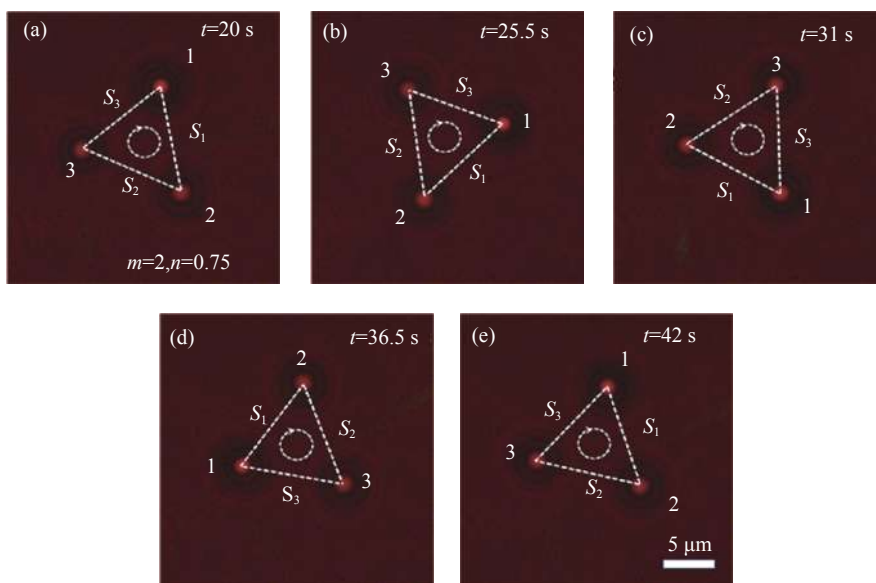 (a)
t=20 s
1
S3
S1
3
S2
2
m=2,n=0.75
(b)
t=25.5 s
3
S3
1
S2
S1
2
(c)
t=31 s
3
S2
2
S3
S1
1
(d)
t=36.5 s
2
S1
S2
1
3
S3
(e)
t=42 s
1
S3
S1
3
S2
2
5 μm